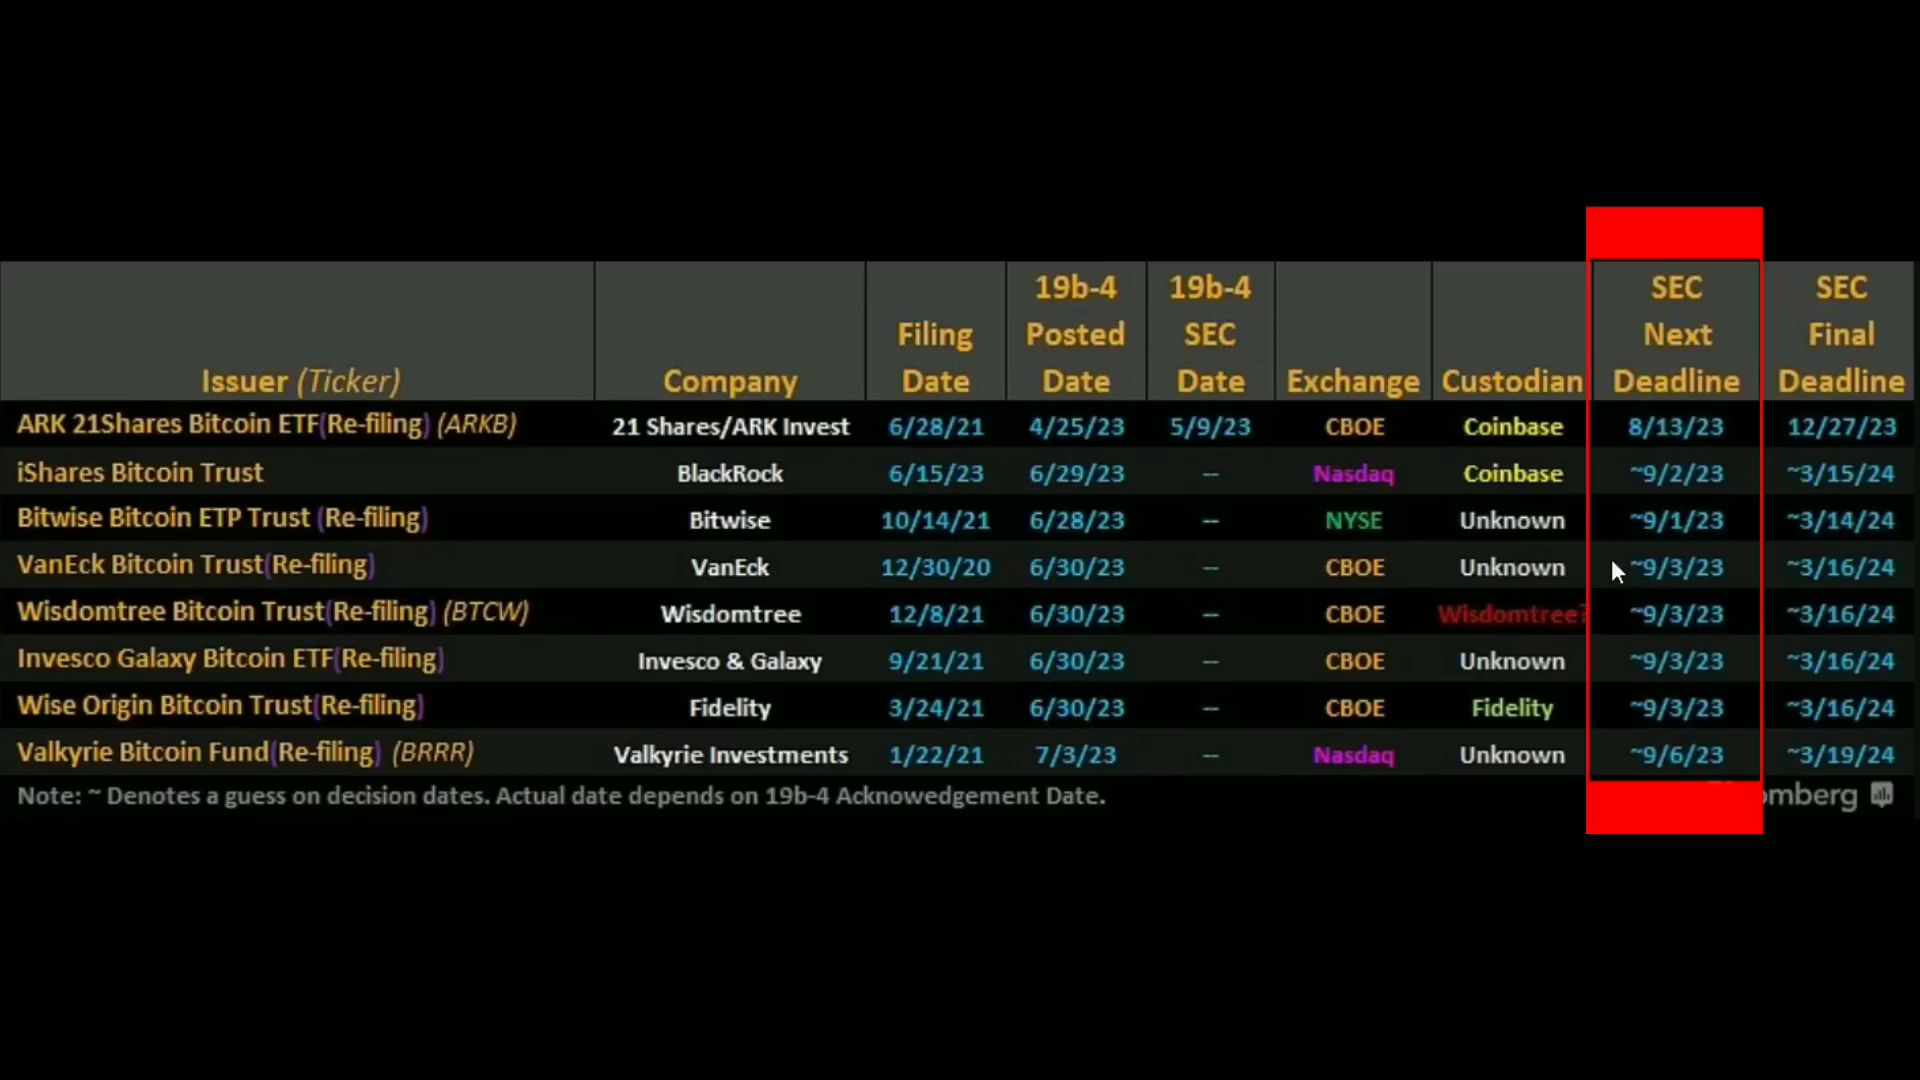 Issuer (Ticker) Company Filing Date 19b-4 Posted Date 19b-4 SEC Date Exchange Custodian SEC Next Deadline SEC Final Deadline
ARK 21Shares Bitcoin ETF(Re-filing) (ARKB) 21 Shares/ARK Invest 6/28/21 4/25/23 5/9/23 CBOE Coinbase 8/13/23 12/27/23
iShares Bitcoin Trust BlackRock 6/15/23 6/29/23 -- Nasdaq Coinbase ~9/2/23 ~3/15/24
Bitwise Bitcoin ETP Trust (Re-filing) Bitwise 10/14/21 6/28/23 -- NYSE Unknown ~9/1/23 ~3/14/24
VanEck Bitcoin Trust(Re-filing) VanEck 12/30/20 6/30/23 -- CBOE Unknown ~9/3/23 ~3/16/24
Wisdomtree Bitcoin Trust(Re-filing) (BTCW) Wisdomtree 12/8/21 6/30/23 -- CBOE Wisdomtree? ~9/3/23 ~3/16/24
Invesco Galaxy Bitcoin ETF(Re-filing) Invesco & Galaxy 9/21/21 6/30/23 -- CBOE Unknown ~9/3/23 ~3/16/24
Wise Origin Bitcoin Trust(Re-filing) Fidelity 3/24/21 6/30/23 -- CBOE Fidelity ~9/3/23 ~3/16/24
Valkyrie Bitcoin Fund(Re-filing) (BRRR) Valkyrie Investments 1/22/21 7/3/23 -- Nasdaq Unknown ~9/6/23 ~3/19/24
Note: ~ Denotes a guess on decision dates. Actual date depends on 19b-4 Acknowedgement Date.